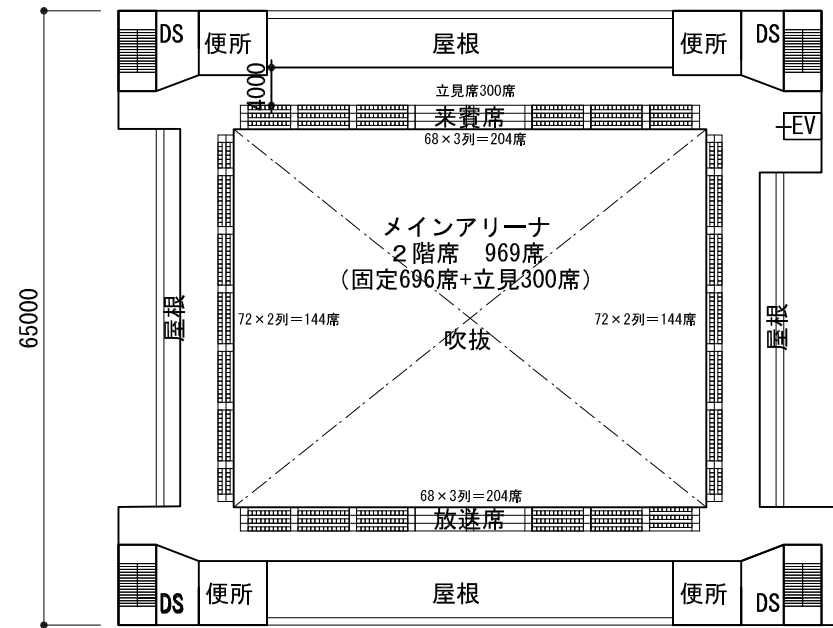 DS
便所
屋根
便所
DS
4000
立見席300席
来賓席
68×3列＝204席
EV
メインアリーナ
２階席　969席
（固定696席+立見300席）
65000
屋根
72×2列＝144席
72×2列＝144席
屋根
吹抜
68×3列＝204席
放送席
DS
便所
屋根
便所
DS